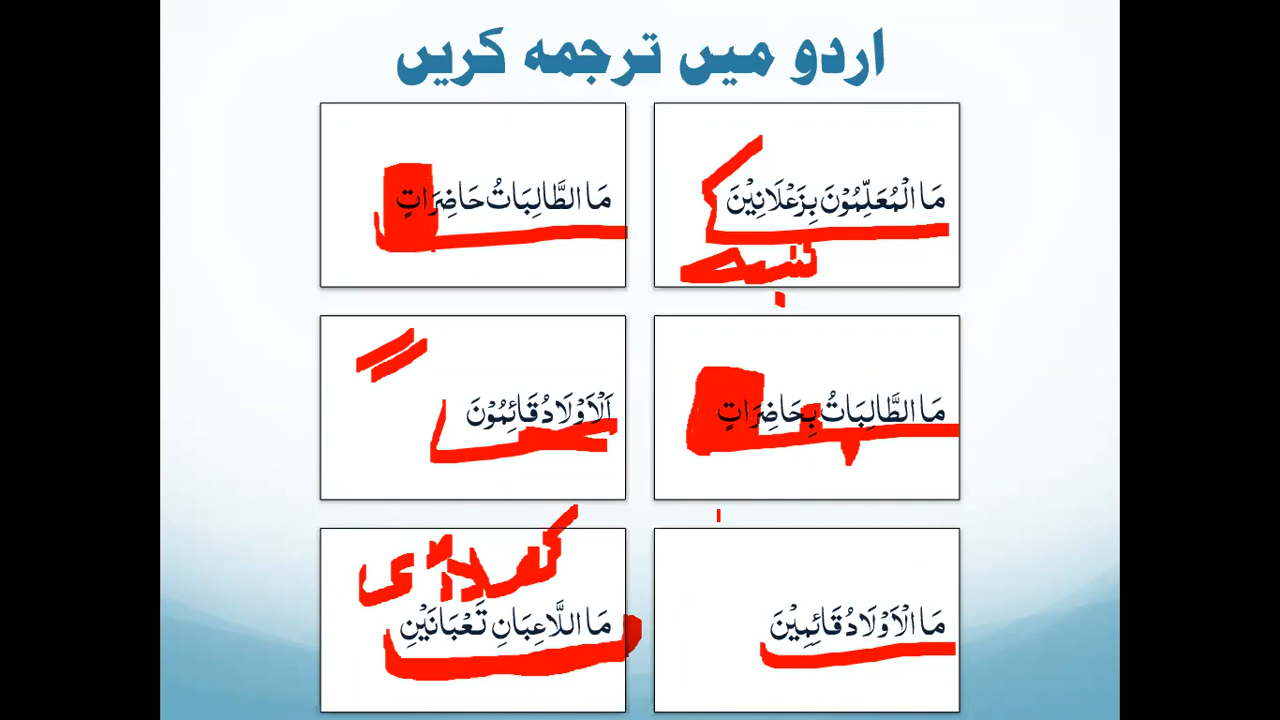 اردو میں ترجمہ کریں
مَا الْمُعَلِّمُوْنَ بِزَعْلَانِيْنَ
مَا الطَّالِبَاتُ حَاضِرَاتٍ
مَا الطَّالِبَاتُ بِحَاضِرَاتٍ
اَلْاَوْلَادُ قَائِمُوْنَ
مَا الْاَوْلَادُ قَائِمِيْنَ
کھلاڑی
مَا اللَّاعِبَانِ تَعْبَانَيْنِ